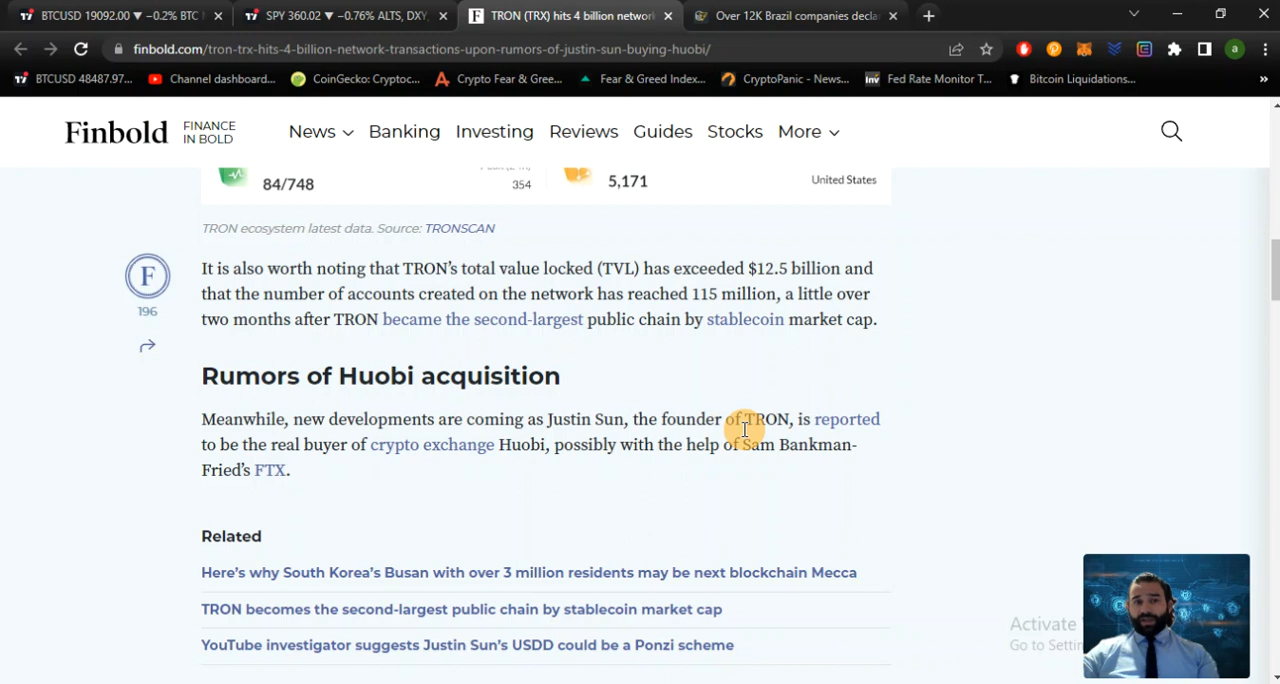 BTCUSD 19092.00 ▼ −0.2% BTC
SPY 360.02 ▼ −0.76% ALTS, DXY,
TRON (TRX) hits 4 billion network
Over 12K Brazil companies decla
finbold.com/tron-trx-hits-4-billion-network-transactions-upon-rumors-of-justin-sun-buying-huobi/
a
BTCUSD 48487.97...
Channel dashboard...
CoinGecko: Cryptoc...
Crypto Fear & Gree...
Fear & Greed Index...
CryptoPanic - News...
Inv
Fed Rate Monitor T...
Bitcoin Liquidations...
»
Finbold
FINANCE
IN BOLD
News
Banking
Investing
Reviews
Guides
Stocks
More
84/748
354
5,171
United States
TRON ecosystem latest data. Source: TRONSCAN
F
196
It is also worth noting that TRON’s total value locked (TVL) has exceeded $12.5 billion and
that the number of accounts created on the network has reached 115 million, a little over
two months after TRON became the second-largest public chain by stablecoin market cap.
Rumors of Huobi acquisition
Meanwhile, new developments are coming as Justin Sun, the founder of TRON, is reported
to be the real buyer of crypto exchange Huobi, possibly with the help of Sam Bankman-
Fried’s FTX.
Related
Here’s why South Korea’s Busan with over 3 million residents may be next blockchain Mecca
TRON becomes the second-largest public chain by stablecoin market cap
YouTube investigator suggests Justin Sun’s USDD could be a Ponzi scheme
Activate
Go to Settin